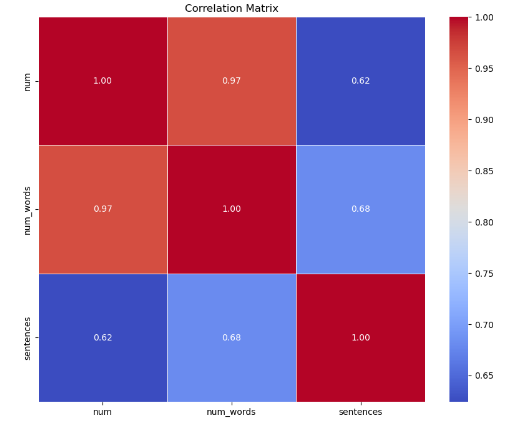 Correlation Matrix
num
1.00
0.97
0.62
num_words
0.97
1.00
0.68
sentences
0.62
0.68
1.00
num
num_words
sentences
1.00
0.95
0.90
0.85
0.80
0.75
0.70
0.65